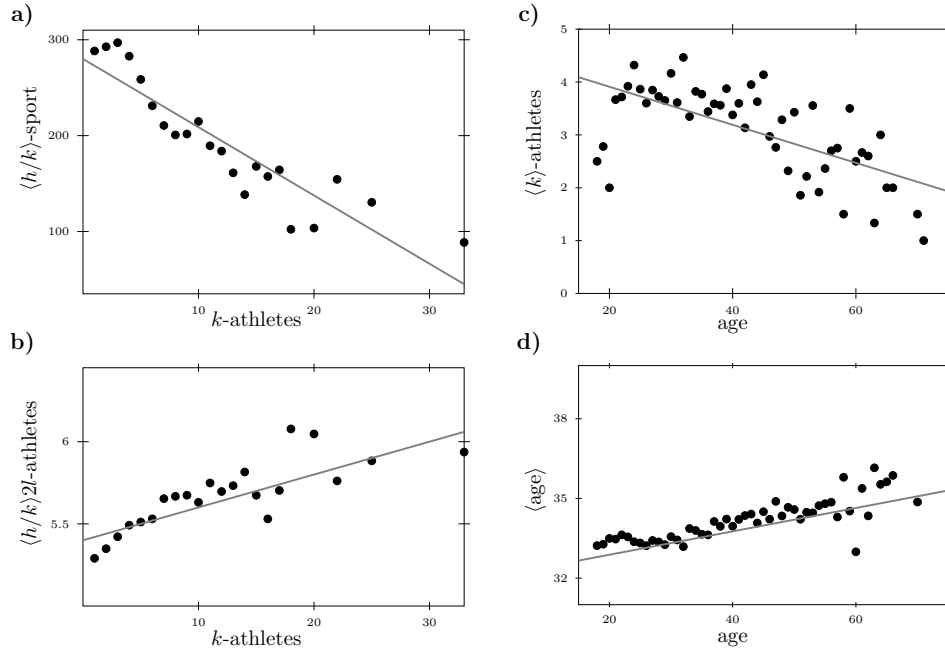 a)
300
200
100
⟨h/k⟩-sport
10
20
30
k-athletes
c)
5
4
3
2
1
0
⟨k⟩-athletes
20
40
60
age
b)
6
5.5
⟨h/k⟩2l-athletes
10
20
30
k-athletes
d)
38
35
32
⟨age⟩
20
40
60
age